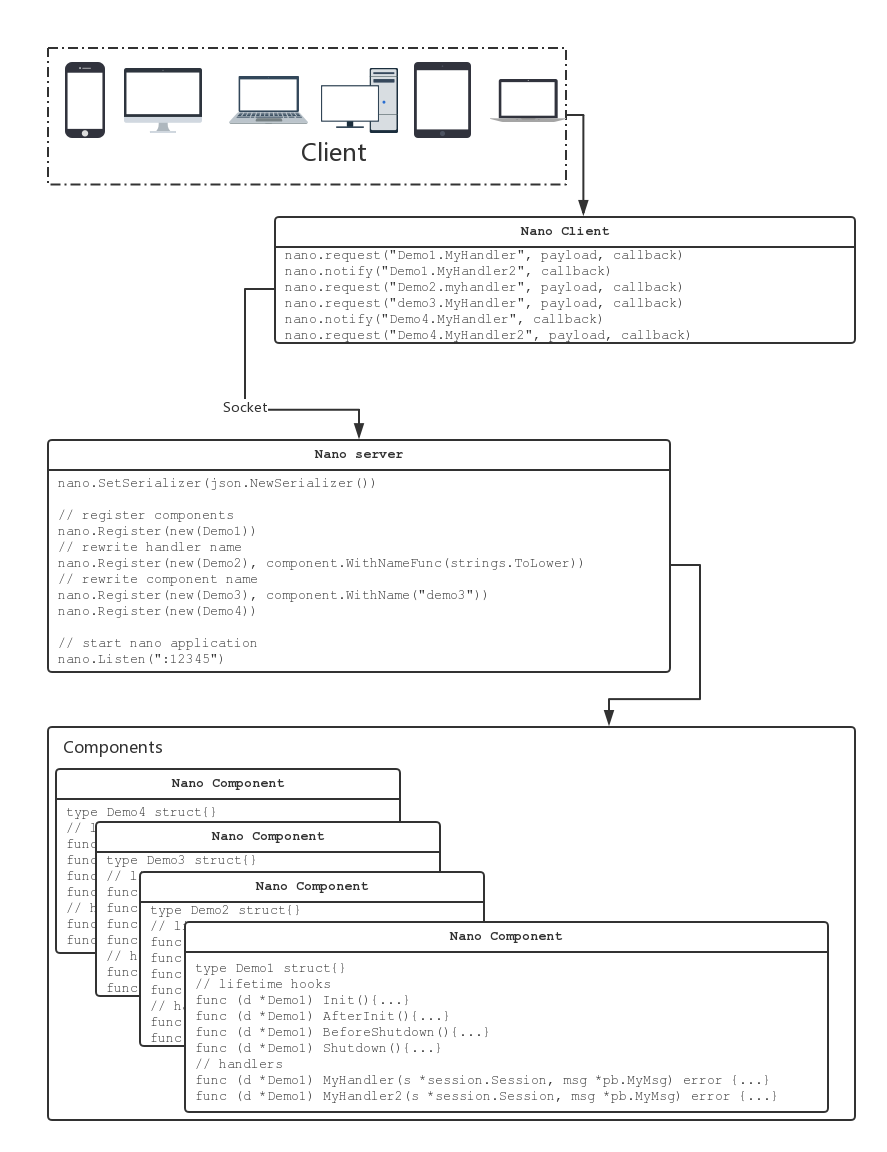 Client
Nano Client
nano.request("Demo1.MyHandler", payload, callback)
nano.notify("Demo1.MyHandler2", callback)
nano.request("Demo2.myhandler", payload, callback)
nano.request("demo3.MyHandler", payload, callback)
nano.notify("Demo4.MyHandler", callback)
nano.request("Demo4.MyHandler2", payload, callback)
Socket
Nano server
nano.SetSerializer(json.NewSerializer())
// register components
nano.Register(new(Demo1))
// rewrite handler name
nano.Register(new(Demo2), component.WithNameFunc(strings.ToLower))
// rewrite component name
nano.Register(new(Demo3), component.WithName("demo3"))
nano.Register(new(Demo4))
// start nano application
nano.Listen(":12345")
Components
Nano Component
type Demo4 struct{}
// l
func
func
func
func
// h
func
func
Nano Component
type Demo3 struct{}
// l
func
func
func
func
// h
func
func
Nano Component
type Demo2 struct{}
// li
func
func
func
func
// ha
func
func
Nano Component
type Demo1 struct{}
// lifetime hooks
func (d *Demo1) Init(){...}
func (d *Demo1) AfterInit(){...}
func (d *Demo1) BeforeShutdown(){...}
func (d *Demo1) Shutdown(){...}
// handlers
func (d *Demo1) MyHandler(s *session.Session, msg *pb.MyMsg) error {...}
func (d *Demo1) MyHandler2(s *session.Session, msg *pb.MyMsg) error {...}